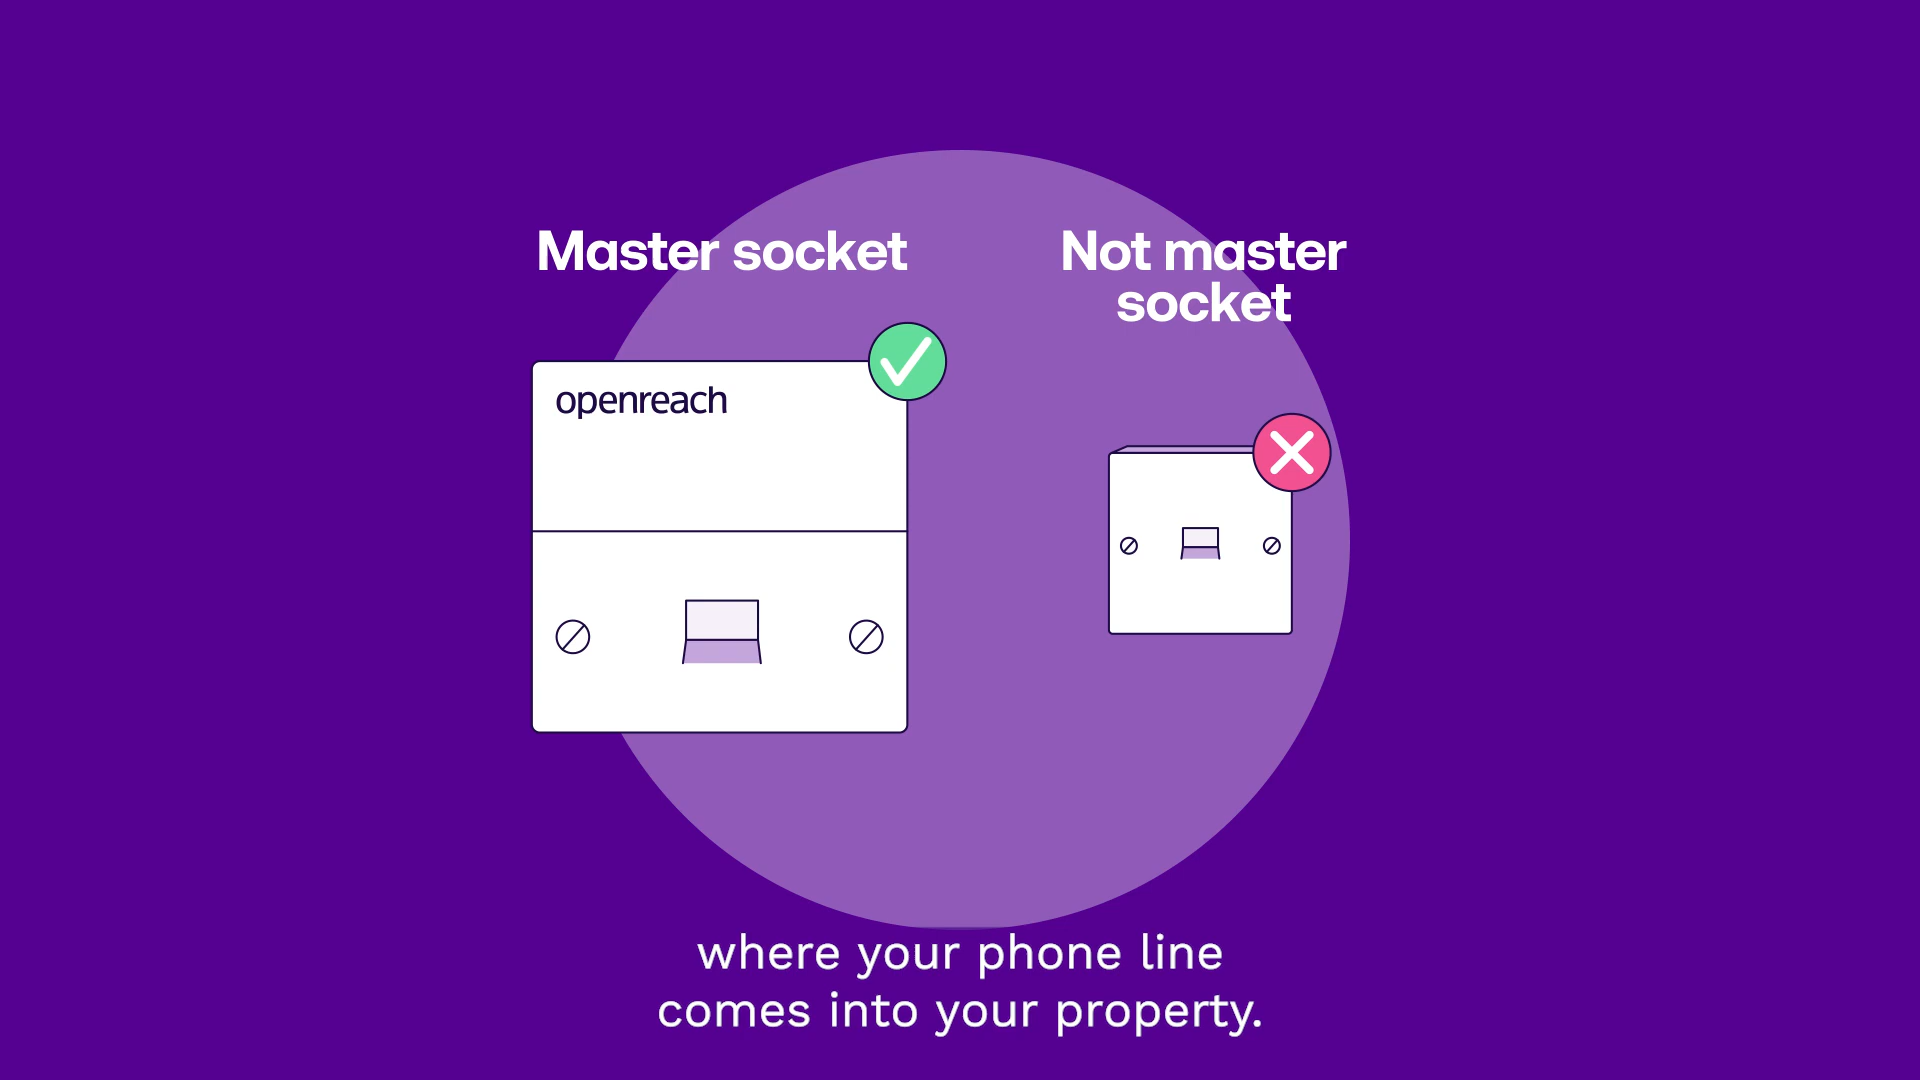 Master socket
Not master
socket
openreach
where your phone line
comes into your property.